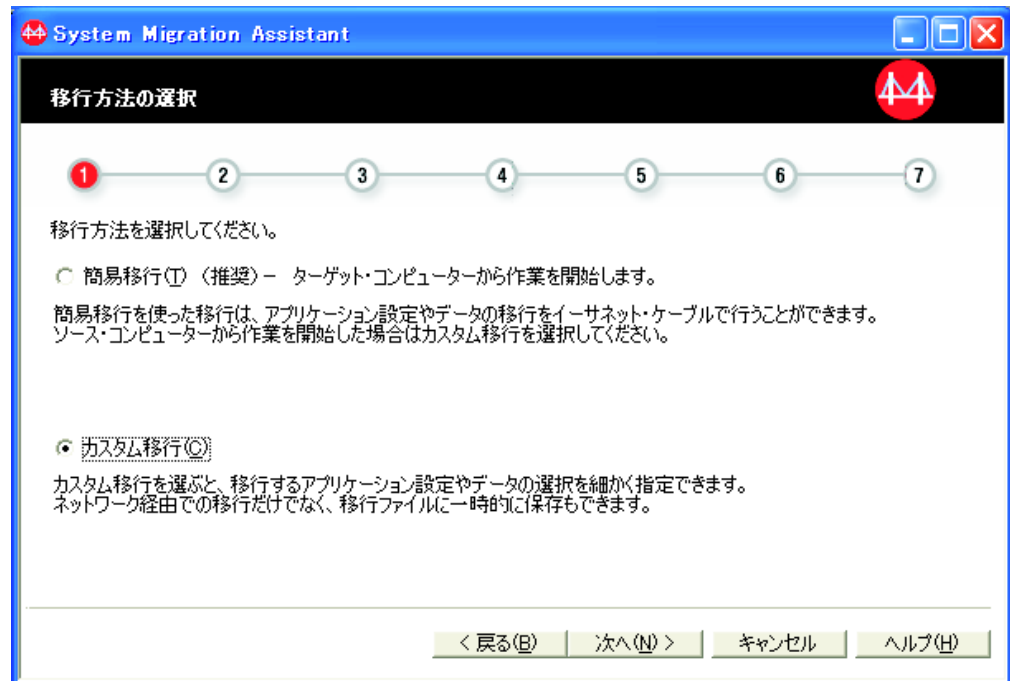 System Migration Assistant
移行方法の選択
1 2 3 4 5 6 7
移行方法を選択してください。
簡易移行(T) (推奨) - ターゲット・コンピューターから作業を開始します。
簡易移行を使った移行は、アプリケーション設定やデータの移行をイーサネット・ケーブルで行うことができます。
ソース・コンピューターから作業を開始した場合はカスタム移行を選択してください。
カスタム移行(C)
カスタム移行を選ぶと、移行するアプリケーション設定やデータの選択を細かく指定できます。
ネットワーク経由での移行だけでなく、移行ファイルに一時的に保存もできます。
< 戻る(B) 次へ(N) > キャンセル ヘルプ(H)